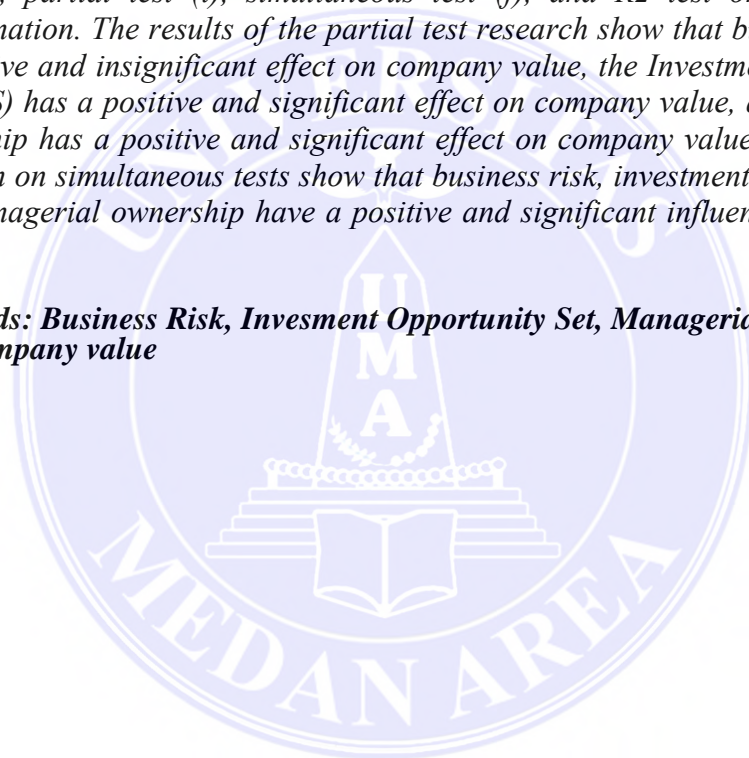 partial test (t), simultaneous test (f), and R2 test or
nation. The results of the partial test research show that b
ve and insignificant effect on company value, the Investm
S) has a positive and significant effect on company value,
ip has a positive and significant effect on company value
n on simultaneous tests show that business risk, investment
nagerial ownership have a positive and significant influen
ds: Business Risk, Invesment Opportunity Set, Manageria
mpany value
UNIVERSITAS
U
M
A
MEDAN AREA